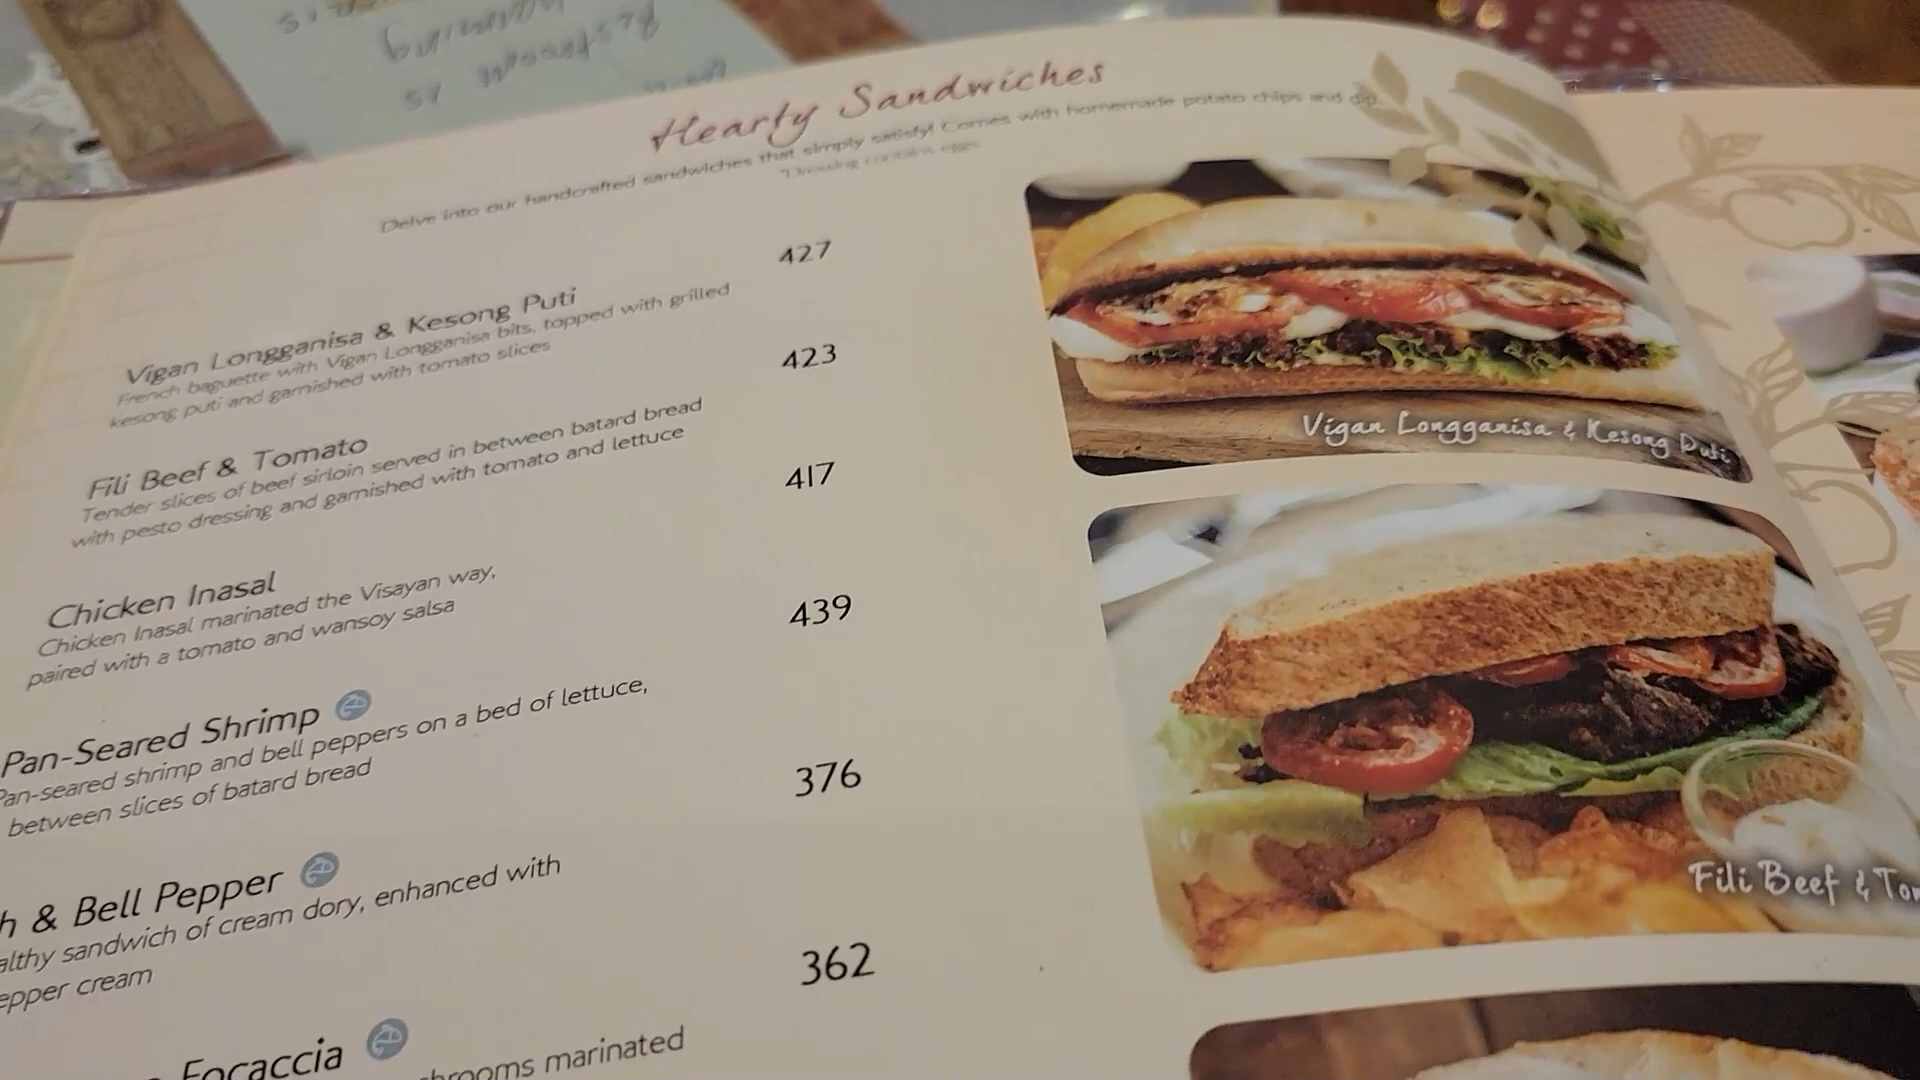 Hearty Sandwiches
Delve into our handcrafted sandwiches that simply satisfy! Comes with homemade potato chips and dip.
*Dressing contains eggs.
427
Vigan Longganisa & Kesong Puti
French baguette with Vigan Longganisa bits, topped with grilled
kesong puti and garnished with tomato slices
423
Fili Beef & Tomato
Tender slices of beef sirloin served in between batard bread
with pesto dressing and garnished with tomato and lettuce
417
Chicken Inasal
Chicken Inasal marinated the Visayan way,
paired with a tomato and wansoy salsa
439
Pan-Seared Shrimp
Pan-seared shrimp and bell peppers on a bed of lettuce,
between slices of batard bread
376
h & Bell Pepper
althy sandwich of cream dory, enhanced with
epper cream
362
Focaccia
shrooms marinated
Vigan Longganisa & Kesong Puti
Fili Beef & Tom